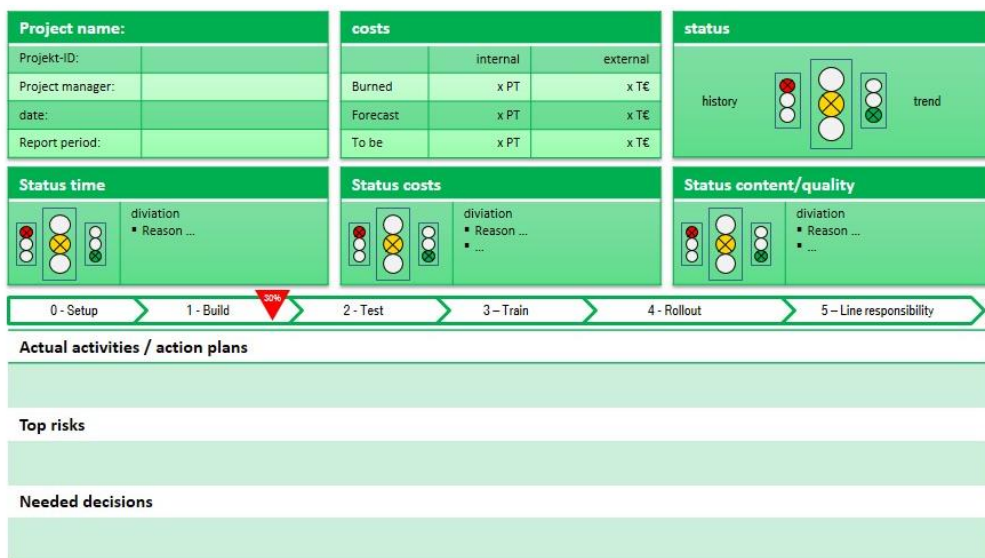 Project name:
Projekt-ID:
Project manager:
date:
Report period:
costs
internal external
Burned x PT x T€
Forecast x PT x T€
To be x PT x T€
status
history trend
Status time
diviation
▪ Reason ...
Status costs
diviation
▪ Reason ...
▪ ...
Status content/quality
diviation
▪ Reason ...
▪ ...
30%
0 - Setup 1 - Build 2 - Test 3 – Train 4 - Rollout 5 – Line responsibility
Actual activities / action plans
Top risks
Needed decisions